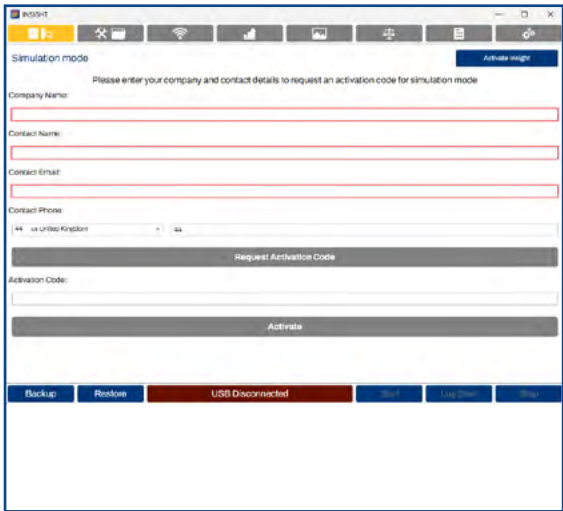 INSIGHT
Simulation mode
Activate Insight
Please enter your company and contact details to request an activation code for simulation mode
Company Name:
Contact Name:
Contact Email:
Contact Phone:
44 United Kingdom 44
Request Activation Code
Activation Code:
Activate
Backup Restore USB Disconnected Start Log Start Stop